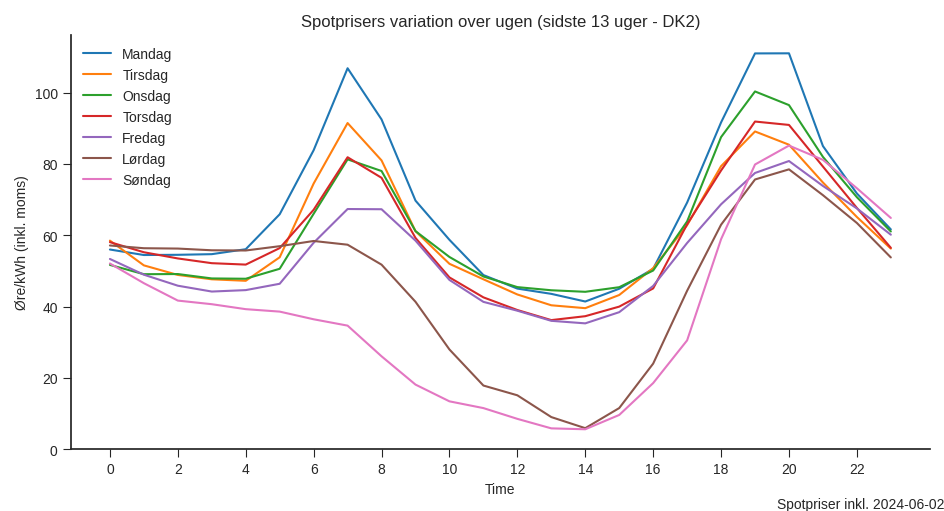 Spotprisers variation over ugen (sidste 13 uger - DK2)
Mandag
Tirsdag
Onsdag
Torsdag
Fredag
Lørdag
Søndag
Øre/kWh (inkl. moms)
100
80
60
40
20
0
0 2 4 6 8 10 12 14 16 18 20 22
Time
Spotpriser inkl. 2024-06-02